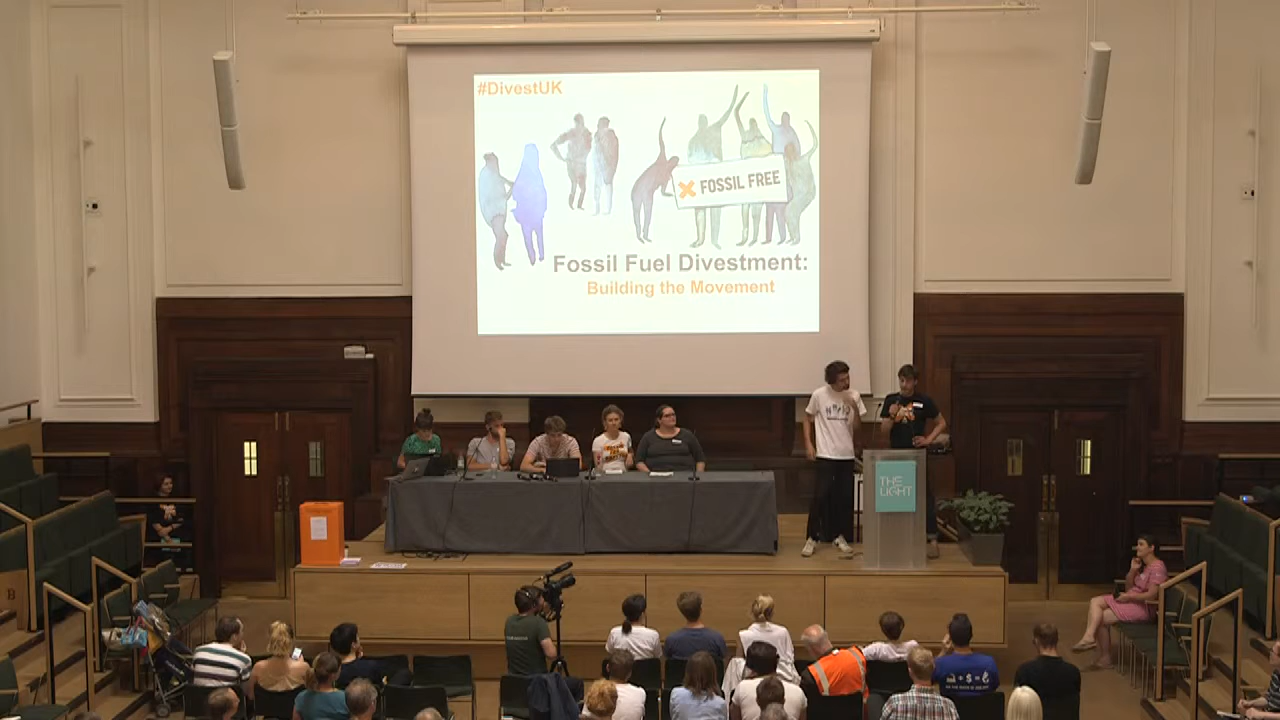 #DivestUK
FOSSIL FREE
Fossil Fuel Divestment:
Building the Movement
THE
LIGHT